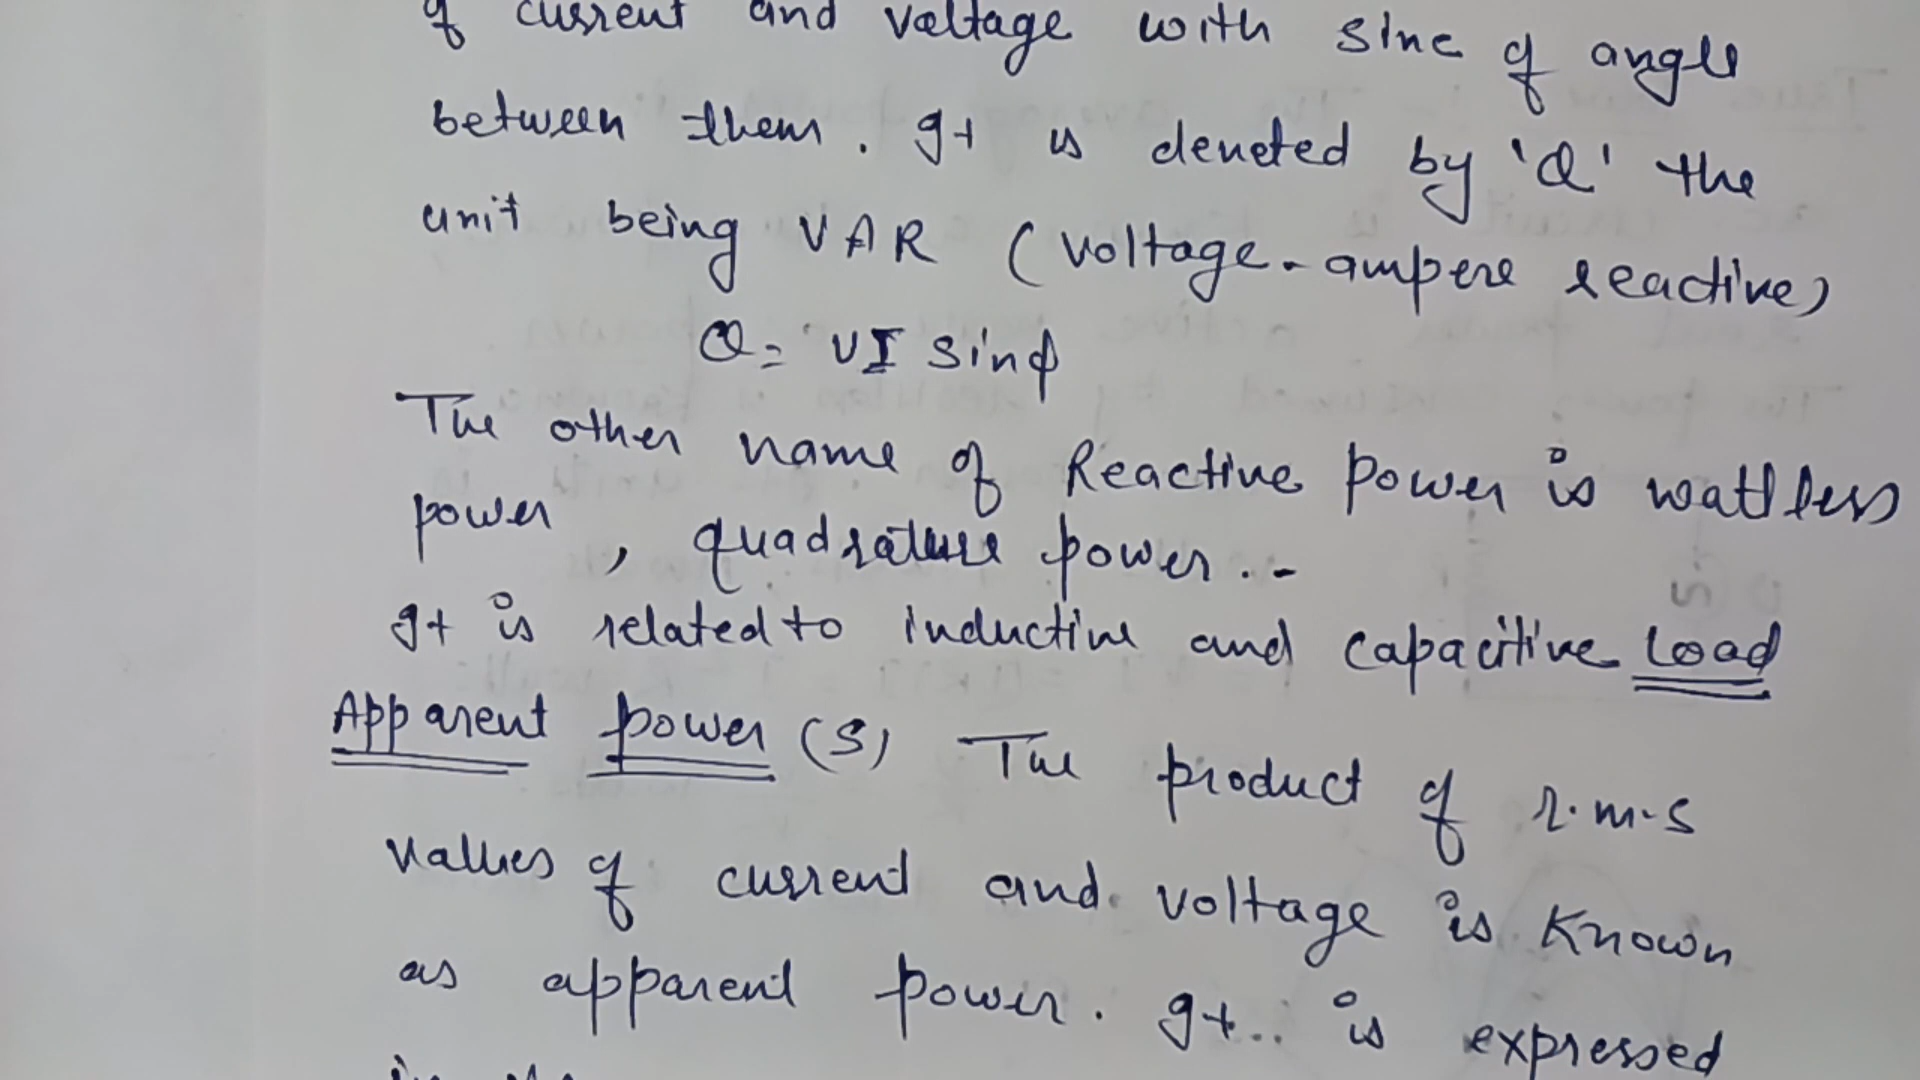 of current and voltage with sine of angle
between them. It is denoted by 'Q' the
unit being VAR (voltage-ampere reactive)
Q = VI sinϕ
The other name of Reactive power is wattless
power, quadrature power..-
It is related to inductive and capacitive Load
Apparent power (S) The product of r.m.s
values of current and voltage is known
as apparent power. It.. is expressed
in